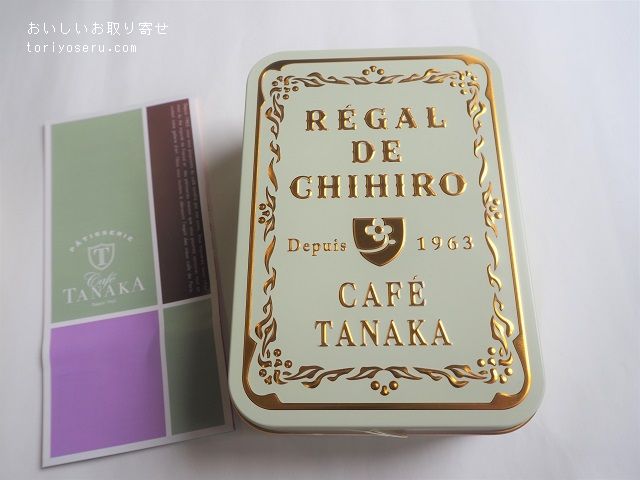 おいしいお取り寄せ
toriyoseru.com
RÉGAL
DE
CHIHIRO
Depuis 1963
CAFÉ
TANAKA
PÂTISSERIE
T
Café
TANAKA